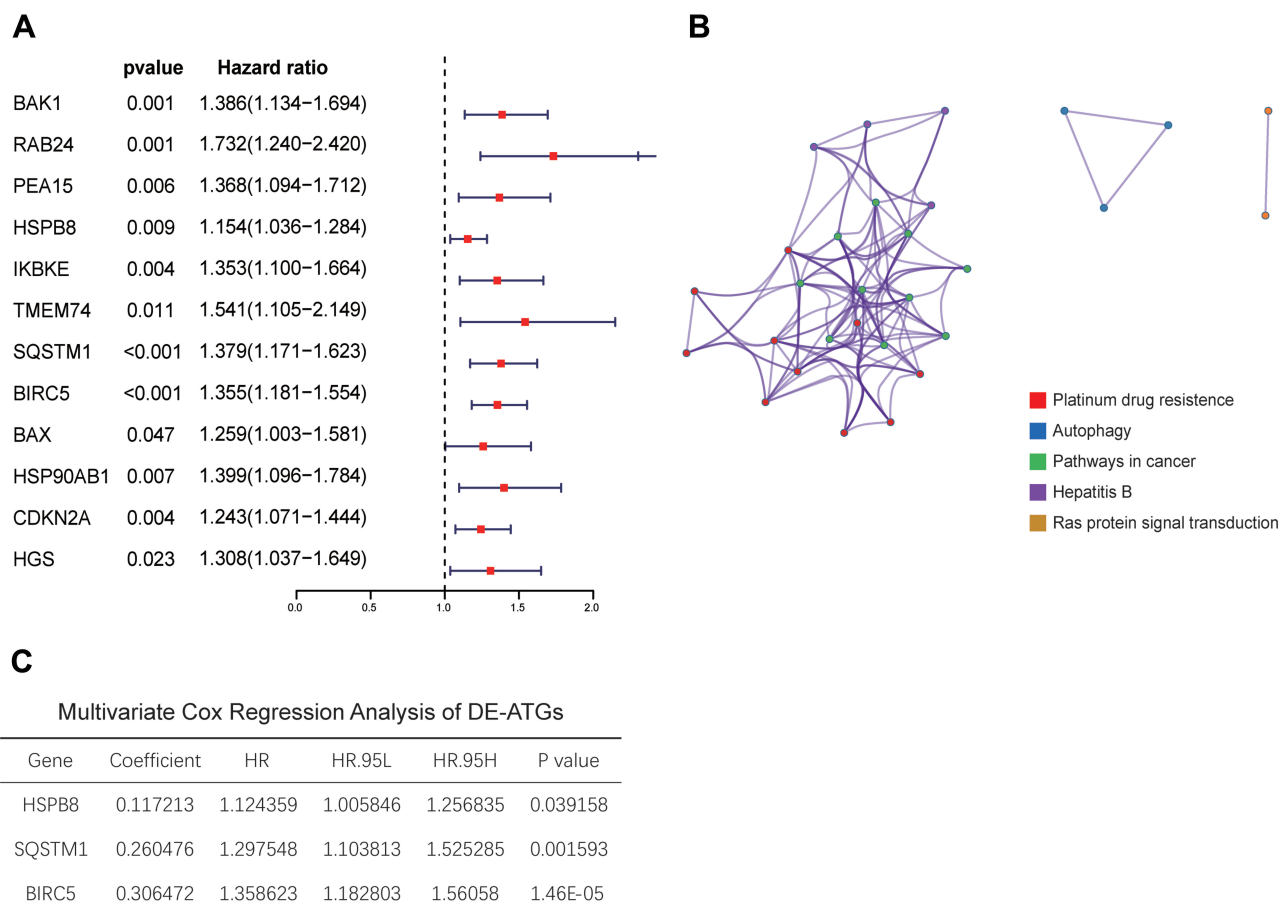 A
pvalue Hazard ratio
BAK1 0.001 1.386(1.134−1.694)
RAB24 0.001 1.732(1.240−2.420)
PEA15 0.006 1.368(1.094−1.712)
HSPB8 0.009 1.154(1.036−1.284)
IKBKE 0.004 1.353(1.100−1.664)
TMEM74 0.011 1.541(1.105−2.149)
SQSTM1 <0.001 1.379(1.171−1.623)
BIRC5 <0.001 1.355(1.181−1.554)
BAX 0.047 1.259(1.003−1.581)
HSP90AB1 0.007 1.399(1.096−1.784)
CDKN2A 0.004 1.243(1.071−1.444)
HGS 0.023 1.308(1.037−1.649)
0.0 0.5 1.0 1.5 2.0
B
Platinum drug resistence
Autophagy
Pathways in cancer
Hepatitis B
Ras protein signal transduction
C
Multivariate Cox Regression Analysis of DE-ATGs
Gene Coefficient HR HR.95L HR.95H P value
HSPB8 0.117213 1.124359 1.005846 1.256835 0.039158
SQSTM1 0.260476 1.297548 1.103813 1.525285 0.001593
BIRC5 0.306472 1.358623 1.182803 1.56058 1.46E-05